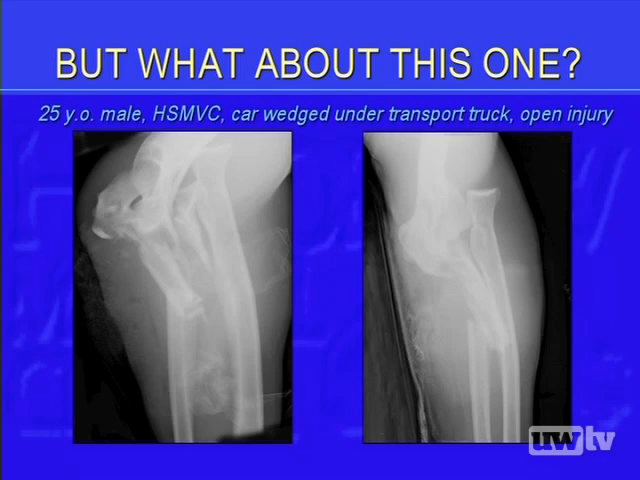 BUT WHAT ABOUT THIS ONE?
25 y.o. male, HSMVC, car wedged under transport truck, open injury
uwtv